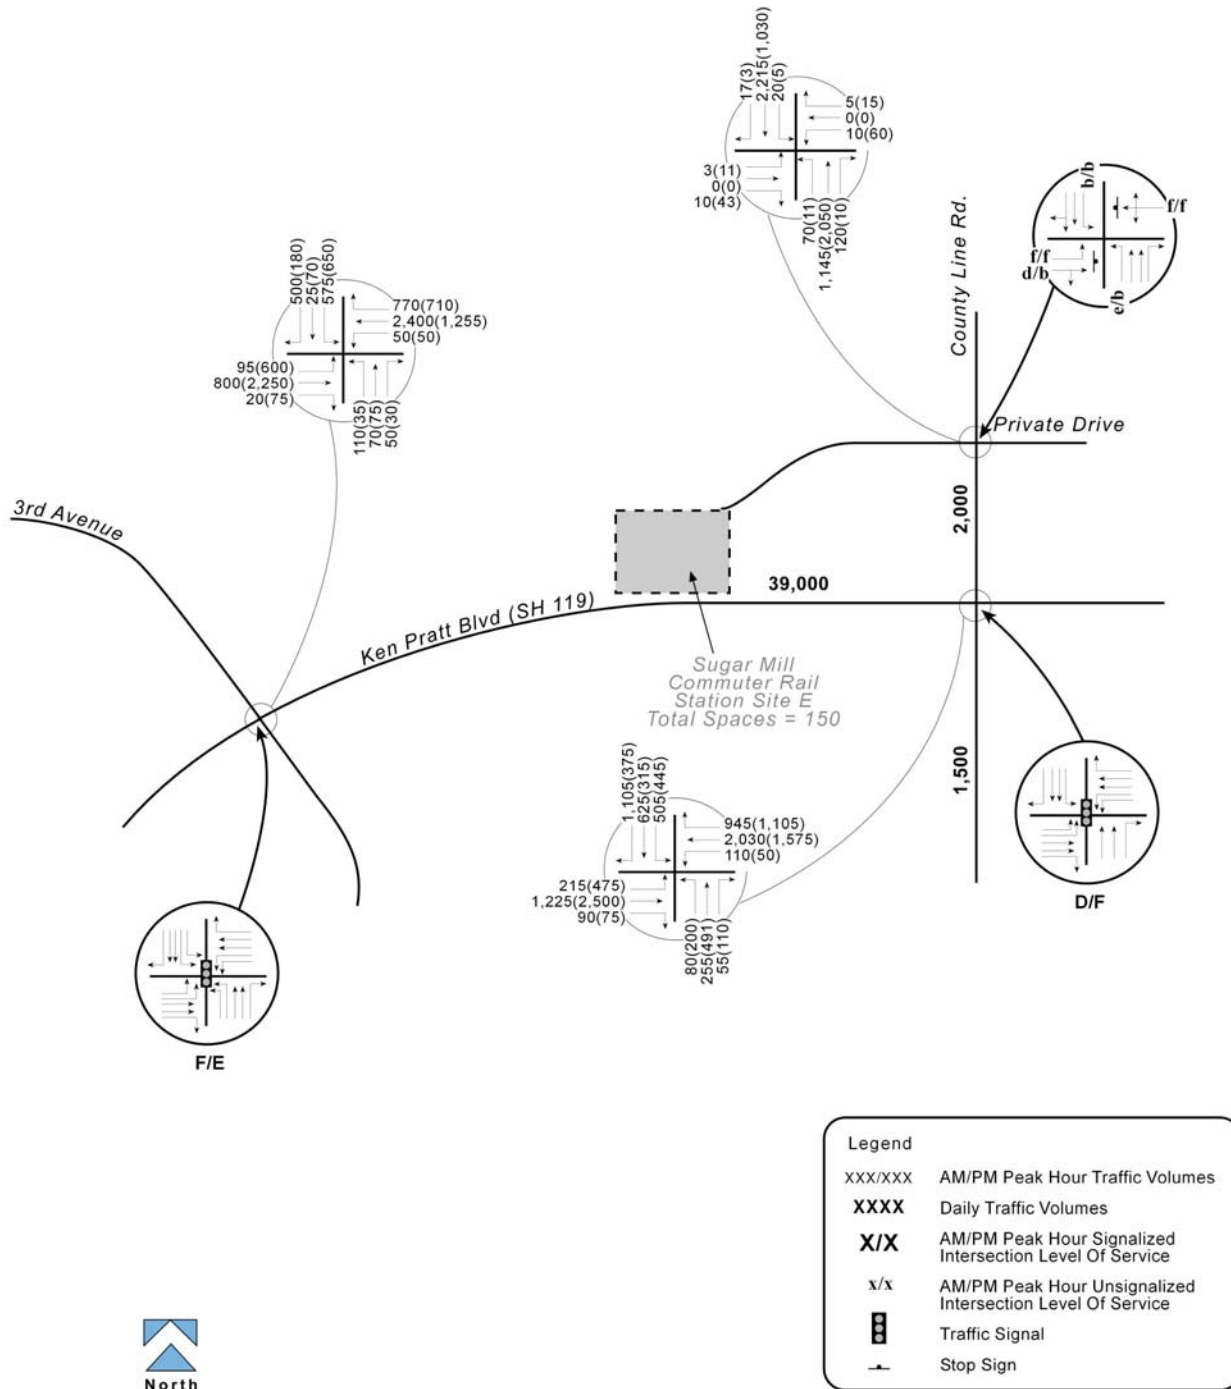 17(3)
2,215(1,030)
20(5)
5(15)
0(0)
10(60)
3(11)
0(0)
10(43)
70(11)
1,145(2,050)
120(10)
County Line Rd.
b/b
f/f
f/f
d/b
e/b
500(180)
25(70)
575(650)
770(710)
2,400(1,255)
50(50)
95(600)
800(2,250)
20(75)
110(35)
70(75)
50(30)
Private Drive
3rd Avenue
2,000
39,000
Ken Pratt Blvd (SH 119)
Sugar Mill
Commuter Rail
Station Site E
Total Spaces = 150
1,500
1,105(375)
625(315)
505(445)
945(1,105)
2,030(1,575)
110(50)
215(475)
1,225(2,500)
90(75)
80(200)
255(491)
55(110)
D/F
F/E
Legend
XXX/XXX AM/PM Peak Hour Traffic Volumes
XXXX Daily Traffic Volumes
X/X AM/PM Peak Hour Signalized
Intersection Level Of Service
x/x AM/PM Peak Hour Unsignalized
Intersection Level Of Service
Traffic Signal
Stop Sign
North